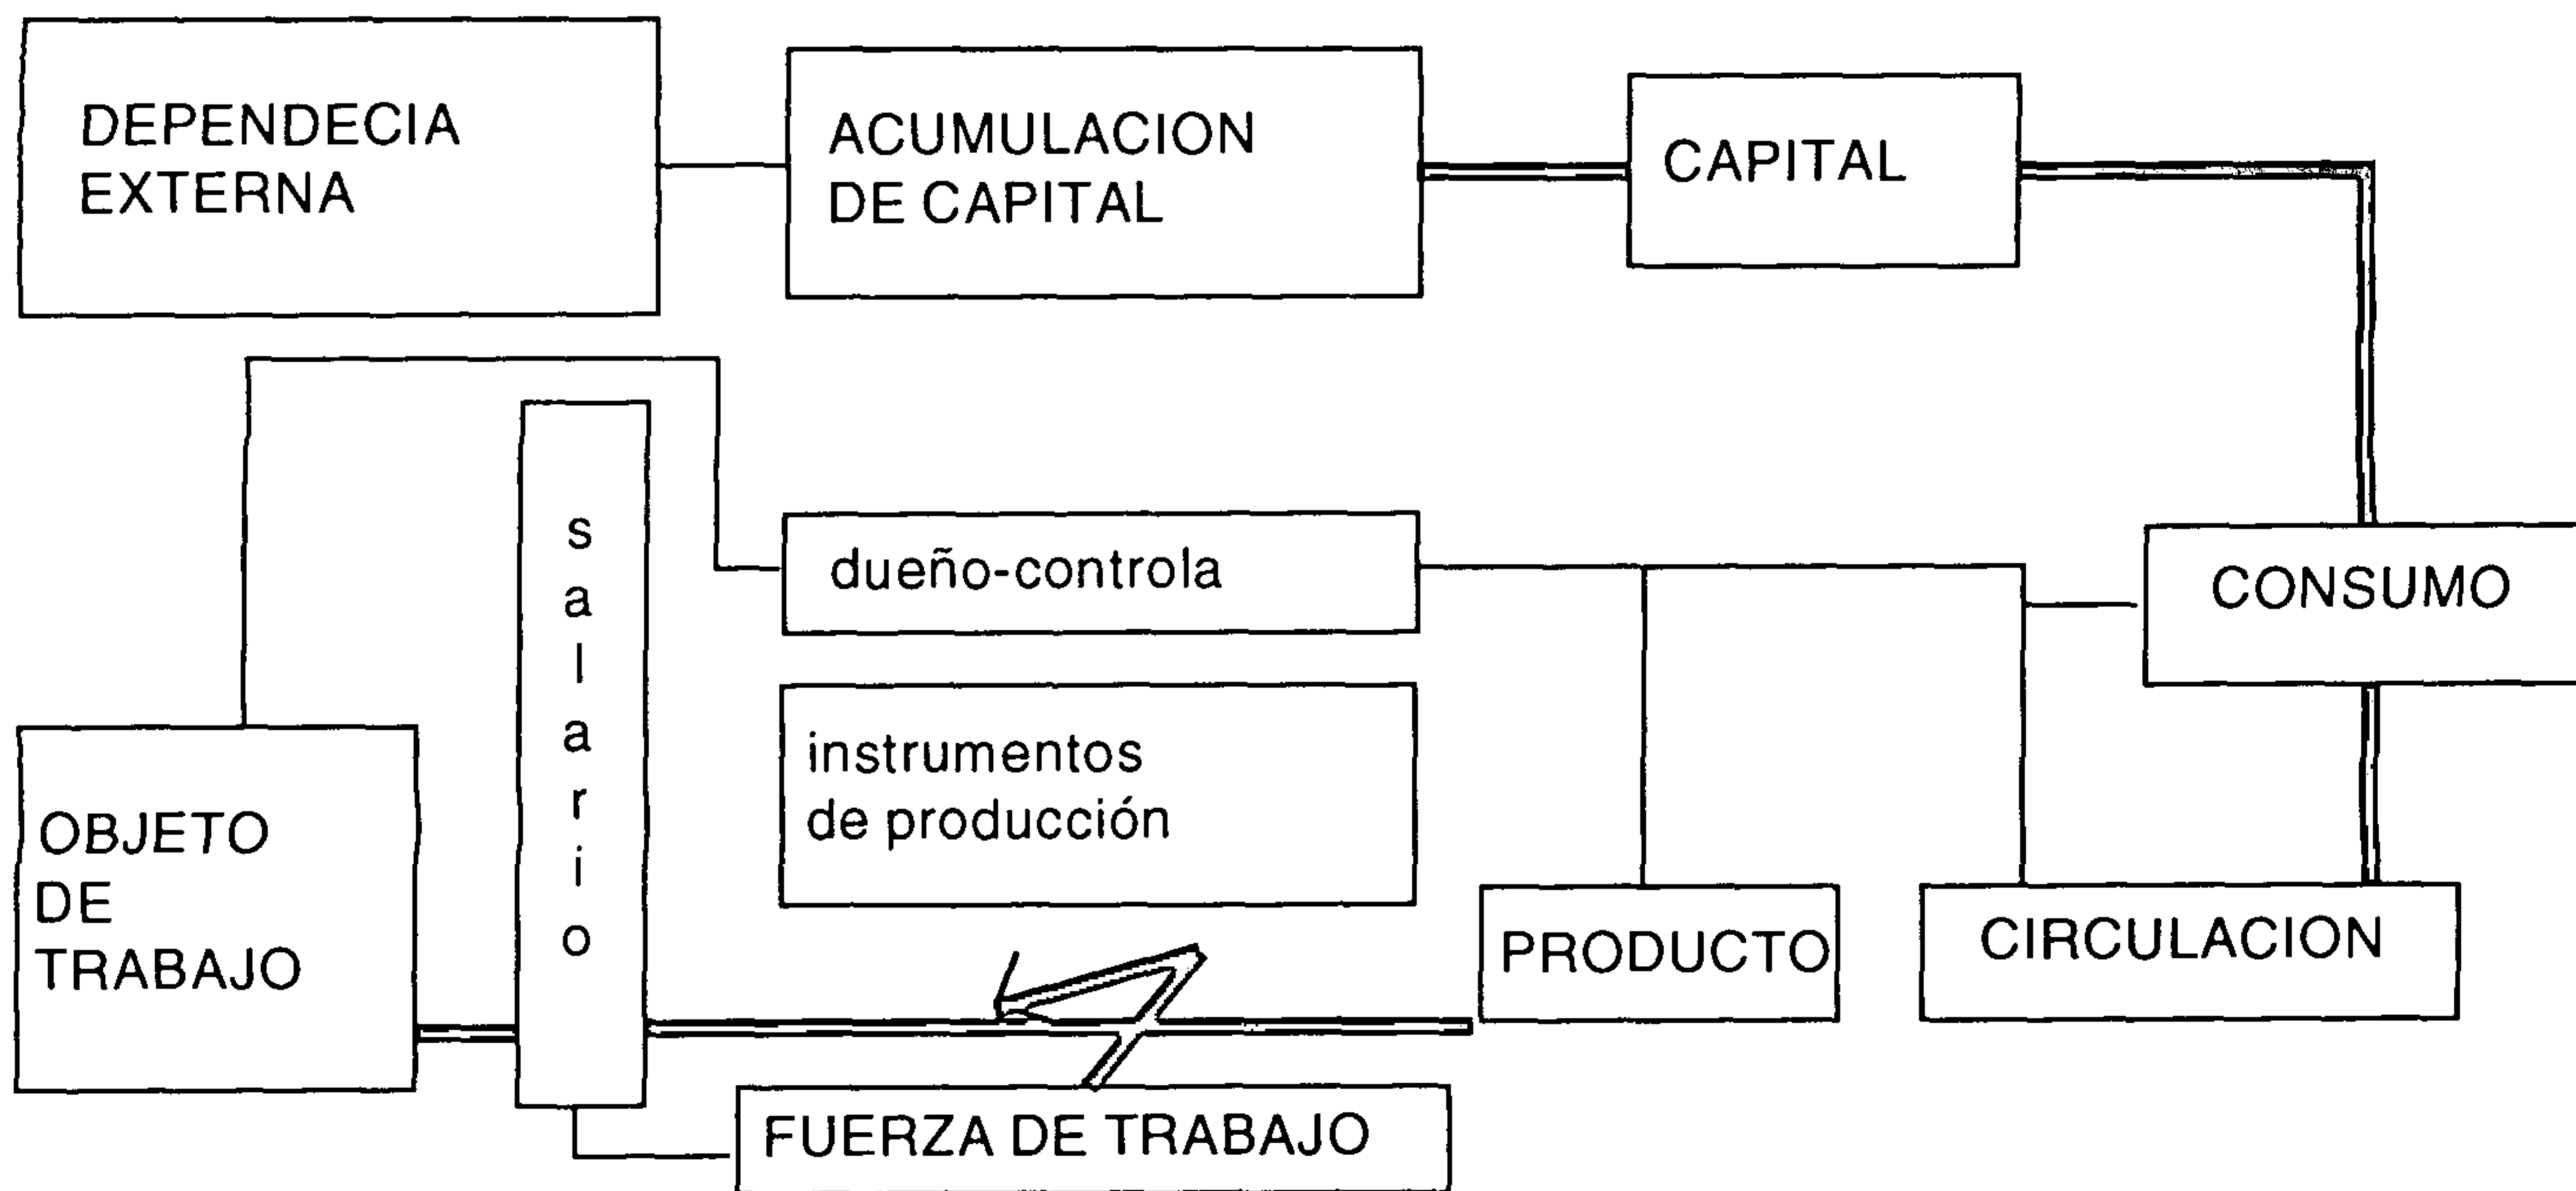 DEPENDECIA
EXTERNA
ACUMULACION
DE CAPITAL
CAPITAL
salario
dueño-controla
CONSUMO
instrumentos
de producción
OBJETO
DE
TRABAJO
PRODUCTO
CIRCULACION
FUERZA DE TRABAJO